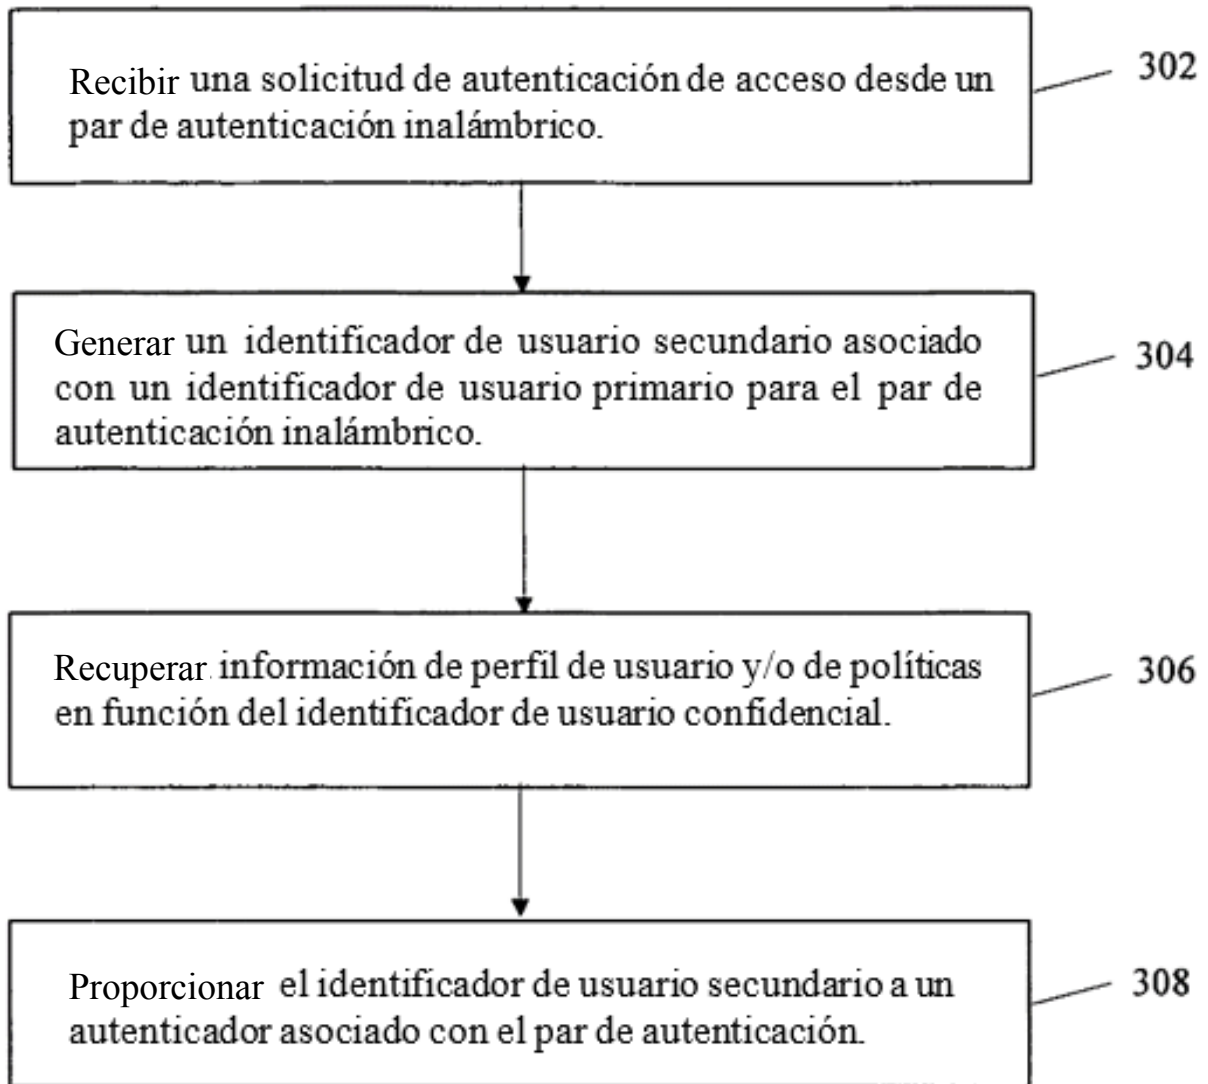 Recibir una solicitud de autenticación de acceso desde un
par de autenticación inalámbrico.
302
Generar un identificador de usuario secundario asociado
con un identificador de usuario primario para el par de
autenticación inalámbrico.
304
Recuperar información de perfil de usuario y/o de políticas
en función del identificador de usuario confidencial.
306
Proporcionar el identificador de usuario secundario a un
autenticador asociado con el par de autenticación.
308